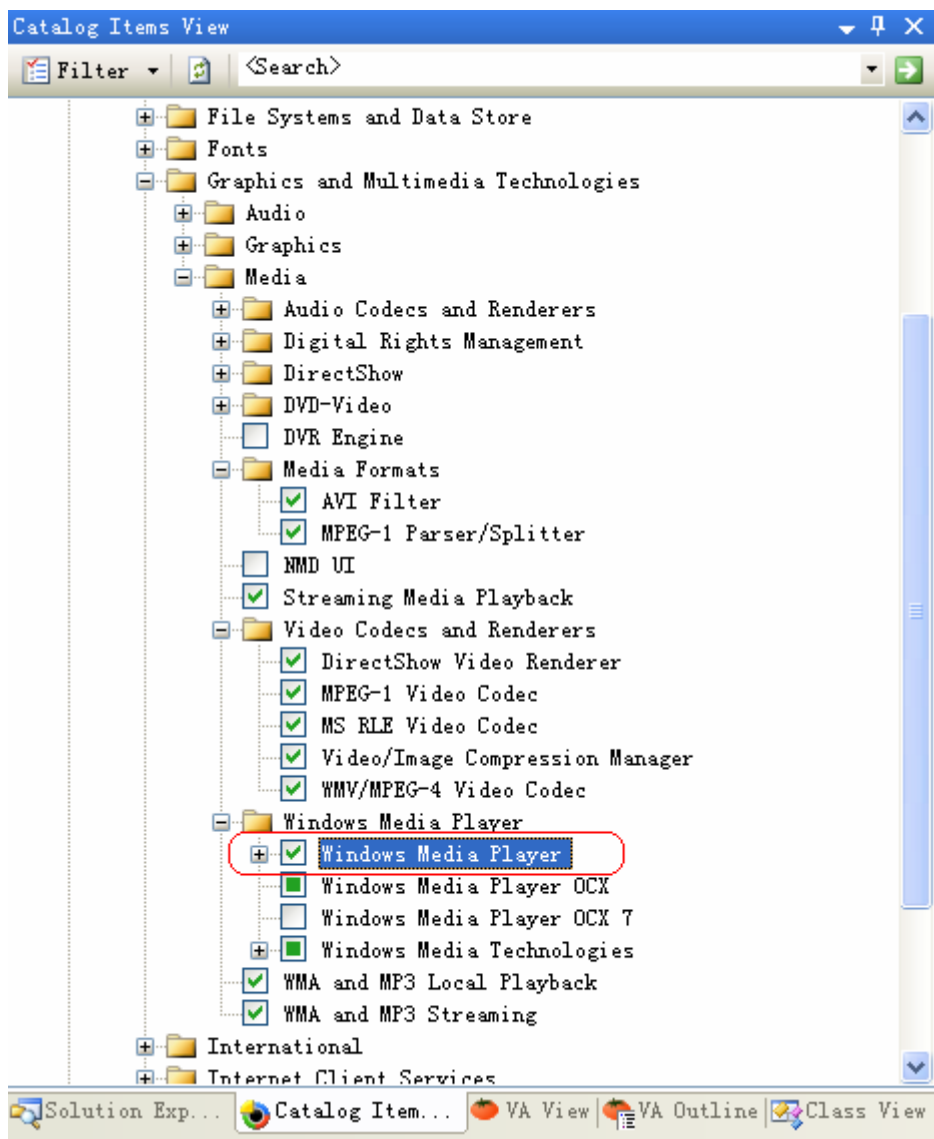 Catalog Items View
Filter <Search>
File Systems and Data Store
Fonts
Graphics and Multimedia Technologies
Audio
Graphics
Media
Audio Codecs and Renderers
Digital Rights Management
DirectShow
DVD-Video
DVR Engine
Media Formats
AVI Filter
MPEG-1 Parser/Splitter
NMD UI
Streaming Media Playback
Video Codecs and Renderers
DirectShow Video Renderer
MPEG-1 Video Codec
MS RLE Video Codec
Video/Image Compression Manager
WMV/MPEG-4 Video Codec
Windows Media Player
Windows Media Player
Windows Media Player OCX
Windows Media Player OCX 7
Windows Media Technologies
WMA and MP3 Local Playback
WMA and MP3 Streaming
International
Internet Client Services
Solution Exp... Catalog Item... VA View VA Outline Class View